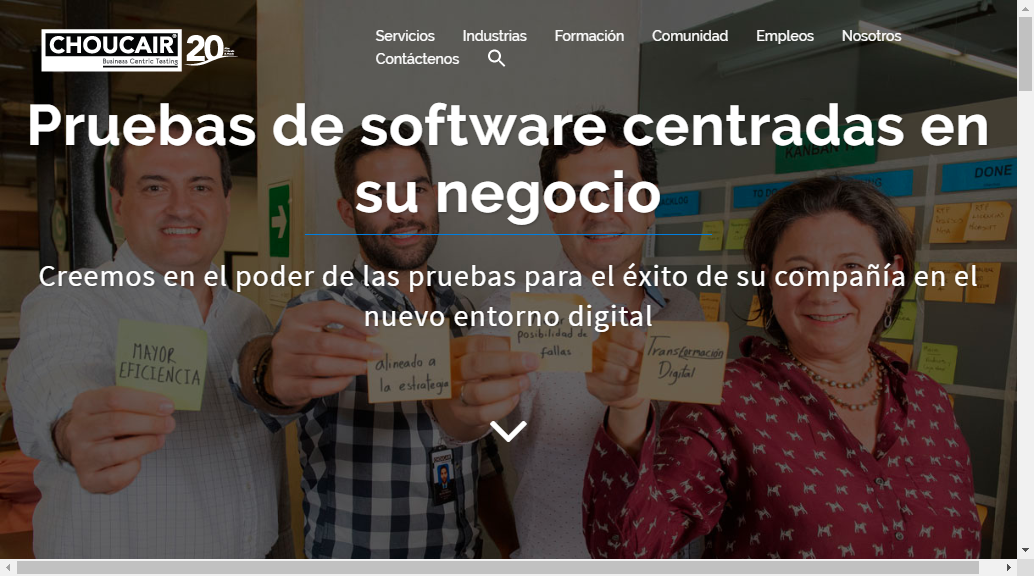 CHOUCAIR®
Business Centric Testing
20
Servicios
Industrias
Formación
Comunidad
Empleos
Nosotros
Contáctenos
Pruebas de software centradas en
su negocio
Creemos en el poder de las pruebas para el éxito de su compañía en el
nuevo entorno digital
KANBAN
BACKLOG
TO DO
DONE
MAYOR
EFICIENCIA
alineado a
la estrategia
posibilidad de
fallas
Transformación
Digital